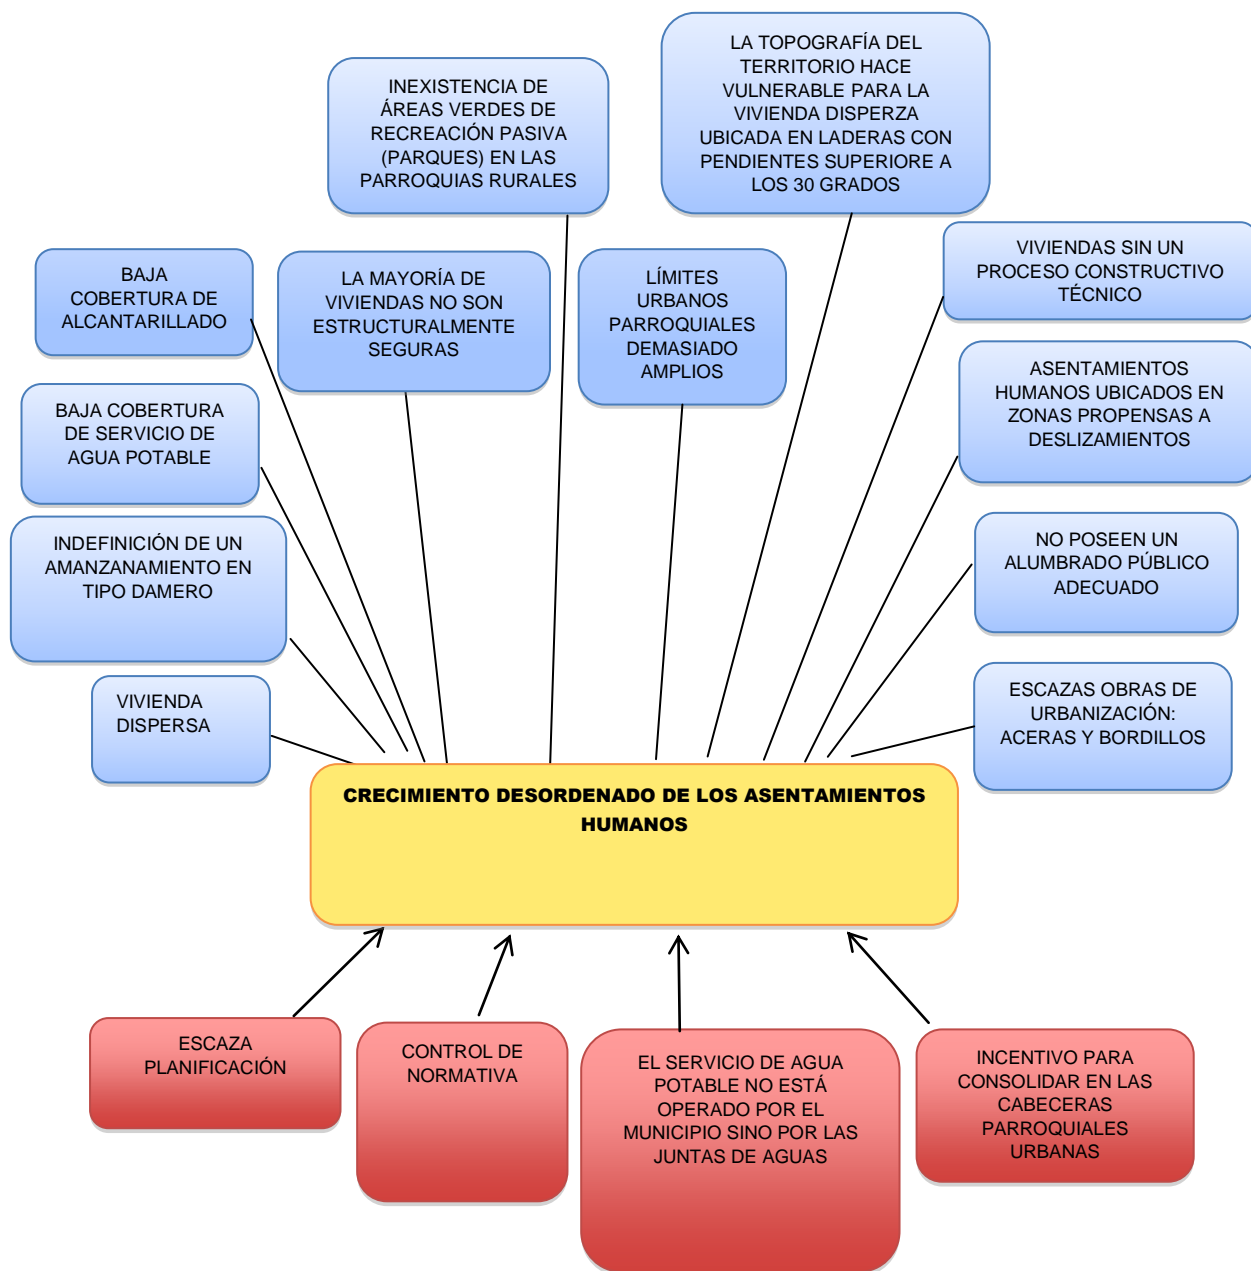 LA TOPOGRAFÍA DEL
TERRITORIO HACE
VULNERABLE PARA LA
VIVIENDA DISPERZA
UBICADA EN LADERAS CON
PENDIENTES SUPERIORE A
LOS 30 GRADOS
INEXISTENCIA DE
ÁREAS VERDES DE
RECREACIÓN PASIVA
(PARQUES) EN LAS
PARROQUIAS RURALES
BAJA
COBERTURA DE
ALCANTARILLADO
LA MAYORÍA DE
VIVIENDAS NO SON
ESTRUCTURALMENTE
SEGURAS
LÍMITES
URBANOS
PARROQUIALES
DEMASIADO
AMPLIOS
VIVIENDAS SIN UN
PROCESO CONSTRUCTIVO
TÉCNICO
BAJA COBERTURA
DE SERVICIO DE
AGUA POTABLE
ASENTAMIENTOS
HUMANOS UBICADOS EN
ZONAS PROPENSAS A
DESLIZAMIENTOS
INDEFINICIÓN DE UN
AMANZANAMIENTO EN
TIPO DAMERO
NO POSEEN UN
ALUMBRADO PÚBLICO
ADECUADO
VIVIENDA
DISPERSA
ESCAZAS OBRAS DE
URBANIZACIÓN:
ACERAS Y BORDILLOS
CRECIMIENTO DESORDENADO DE LOS ASENTAMIENTOS
HUMANOS
ESCAZA
PLANIFICACIÓN
CONTROL DE
NORMATIVA
EL SERVICIO DE AGUA
POTABLE NO ESTÁ
OPERADO POR EL
MUNICIPIO SINO POR LAS
JUNTAS DE AGUAS
INCENTIVO PARA
CONSOLIDAR EN LAS
CABECERAS
PARROQUIALES
URBANAS